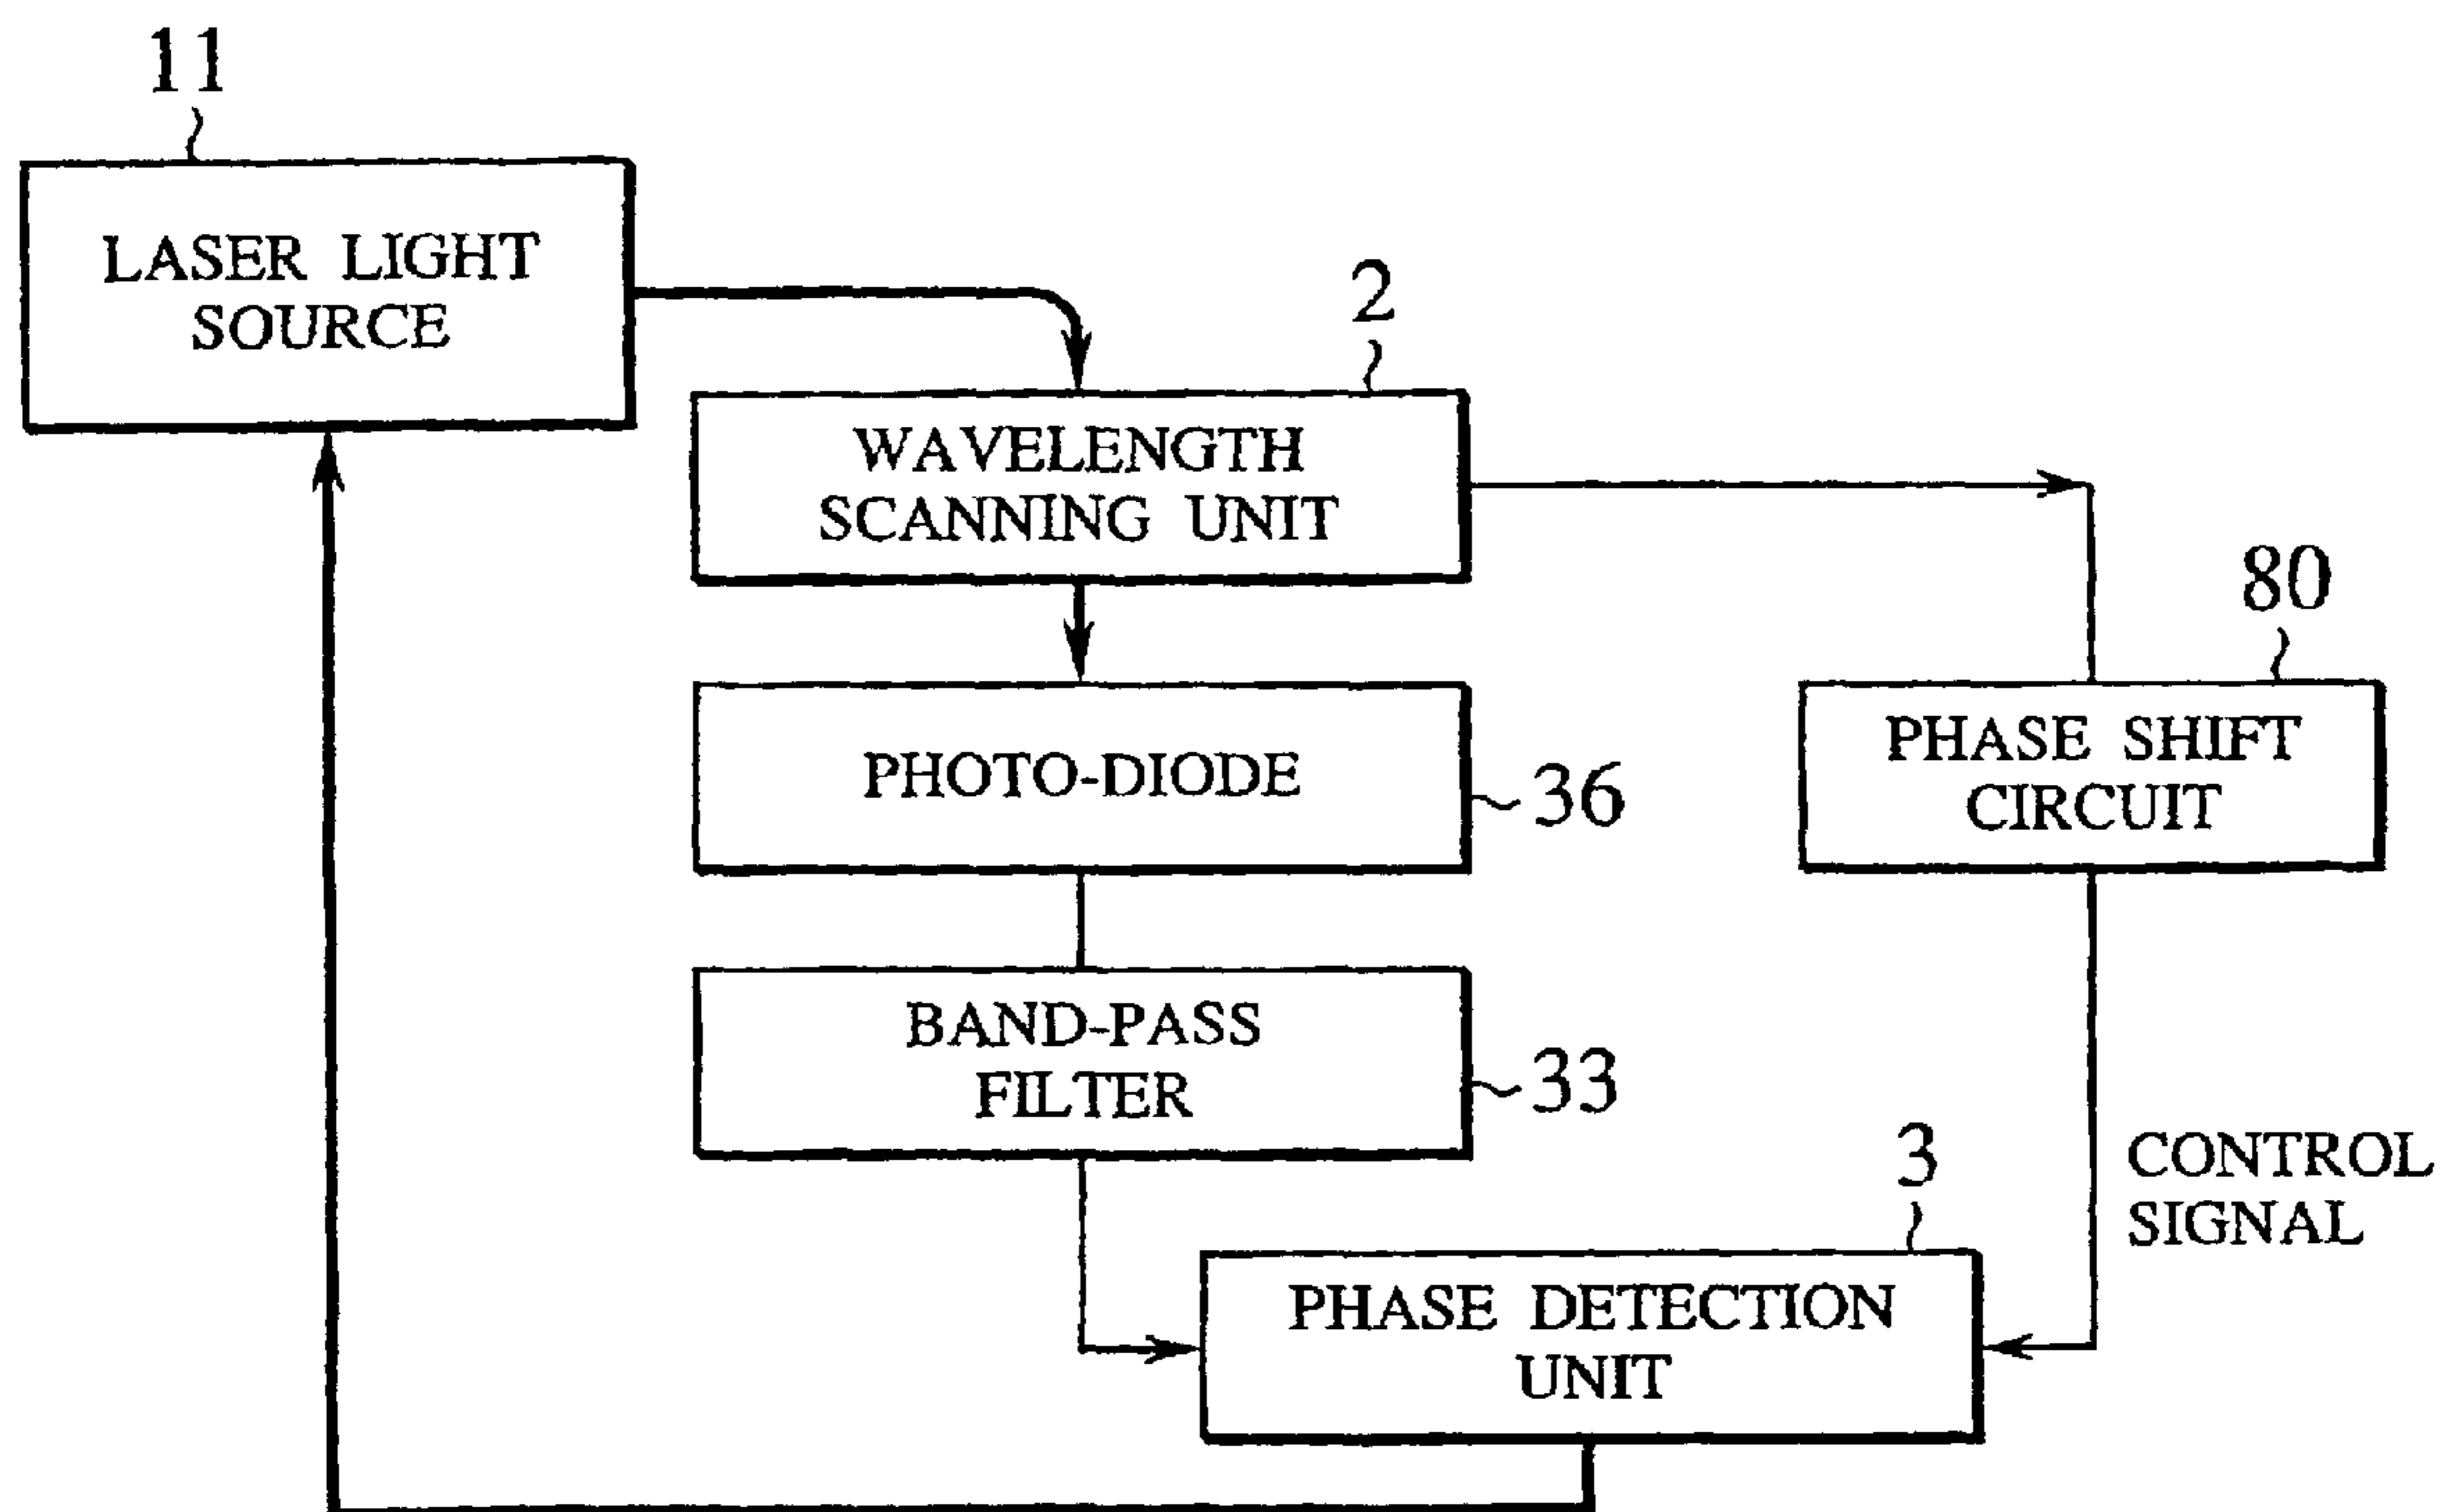 11
LASER LIGHT
SOURCE
2
WAVELENGTH
SCANNING UNIT
80
PHASE SHIFT
CIRCUIT
PHOTO-DIODE
36
BAND-PASS
FILTER
33
CONTROL
SIGNAL
3
PHASE DETECTION
UNIT